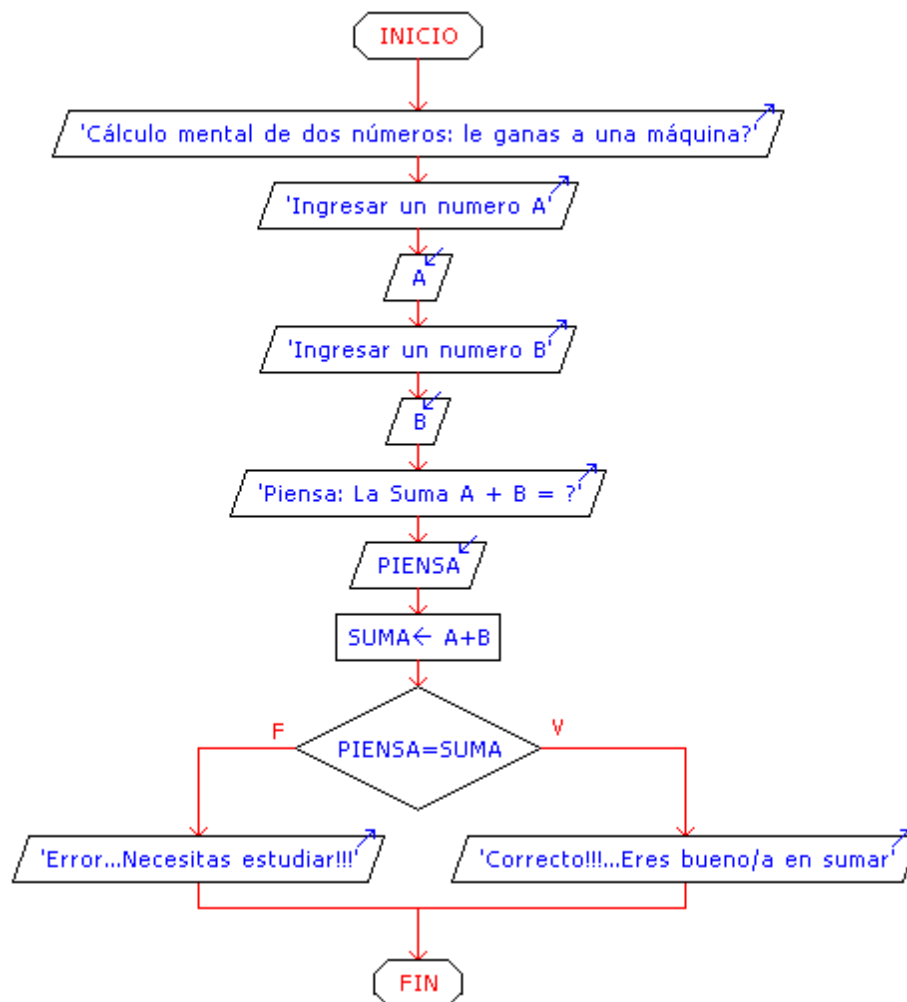 INICIO
'Cálculo mental de dos números: le ganas a una máquina?'
'Ingresar un numero A'
A
'Ingresar un numero B'
B
'Piensa: La Suma A + B = ?'
PIENSA
SUMA← A+B
PIENSA=SUMA
F
V
'Error...Necesitas estudiar!!!'
'Correcto!!!...Eres bueno/a en sumar'
FIN